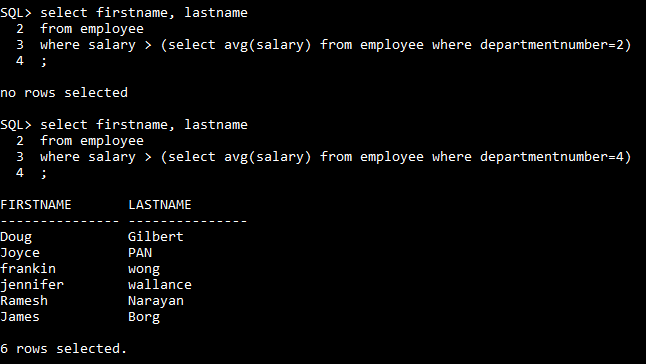 SQL> select firstname, lastname
  2  from employee
  3  where salary > (select avg(salary) from employee where departmentnumber=2)
  4  ;
no rows selected
SQL> select firstname, lastname
  2  from employee
  3  where salary > (select avg(salary) from employee where departmentnumber=4)
  4  ;
FIRSTNAME       LASTNAME
--------------- ---------------
Doug            Gilbert
Joyce           PAN
frankin         wong
jennifer        wallance
Ramesh          Narayan
James           Borg
6 rows selected.